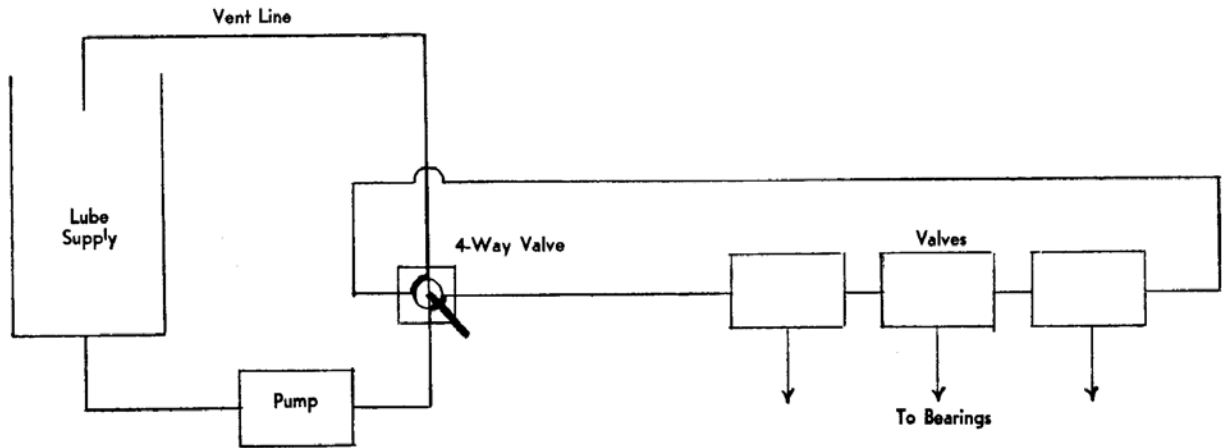 Vent Line
Lube
Supply
4-Way Valve
Valves
Pump
To Bearings